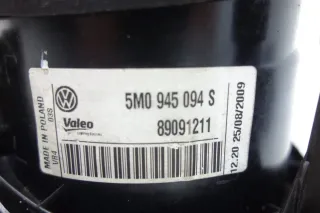 5M0 945 094 S
Valeo
89091211
MADE IN POLAND
12.20 25/08/2009